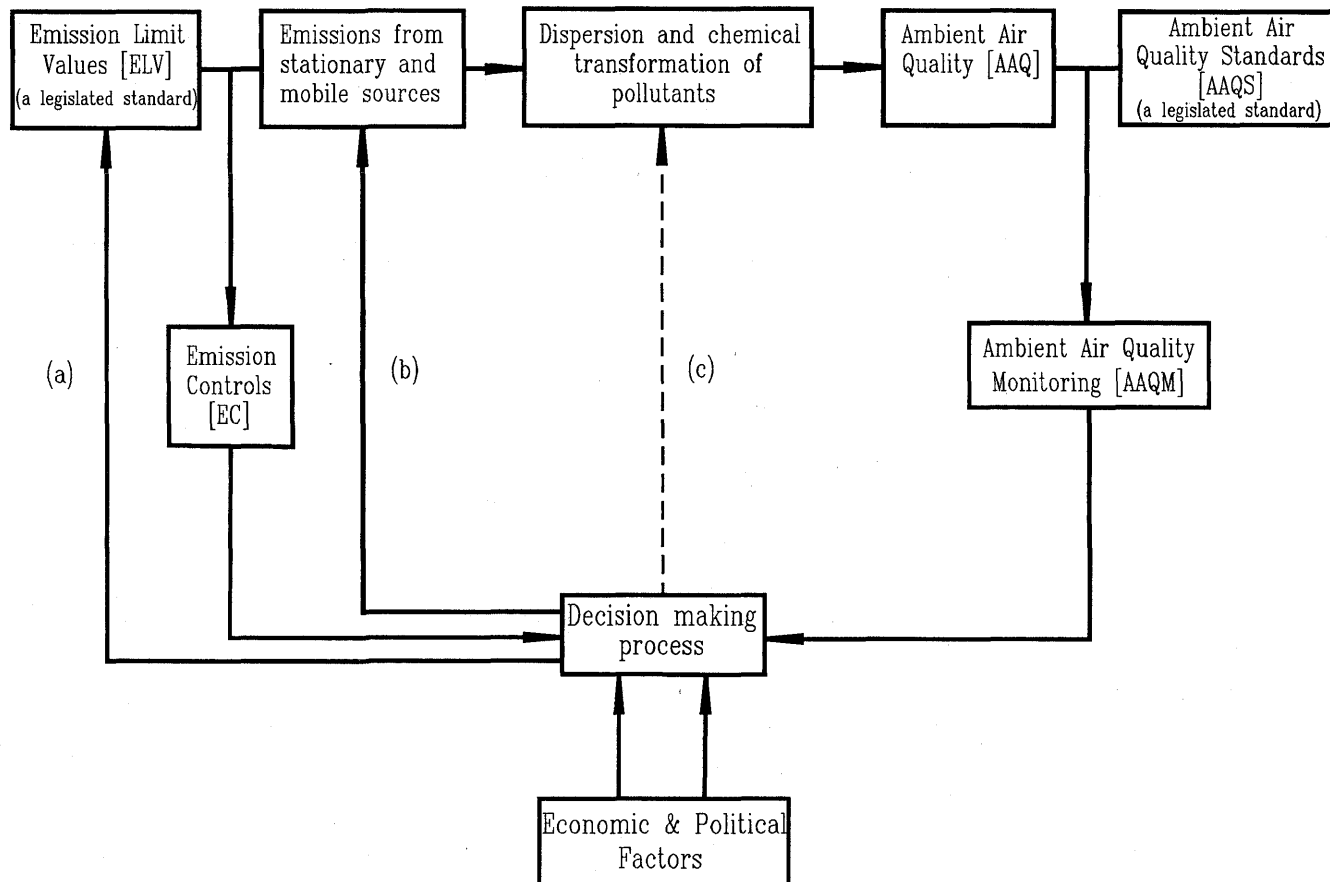 Emission Limit
Values [ELV]
(a legislated standard)
Emissions from
stationary and
mobile sources
Dispersion and chemical
transformation of
pollutants
Ambient Air
Quality [AAQ]
Ambient Air
Quality Standards
[AAQS]
(a legislated standard)
(a)
Emission
Controls
[EC]
(b)
(c)
Ambient Air Quality
Monitoring [AAQM]
Decision making
process
Economic & Political
Factors